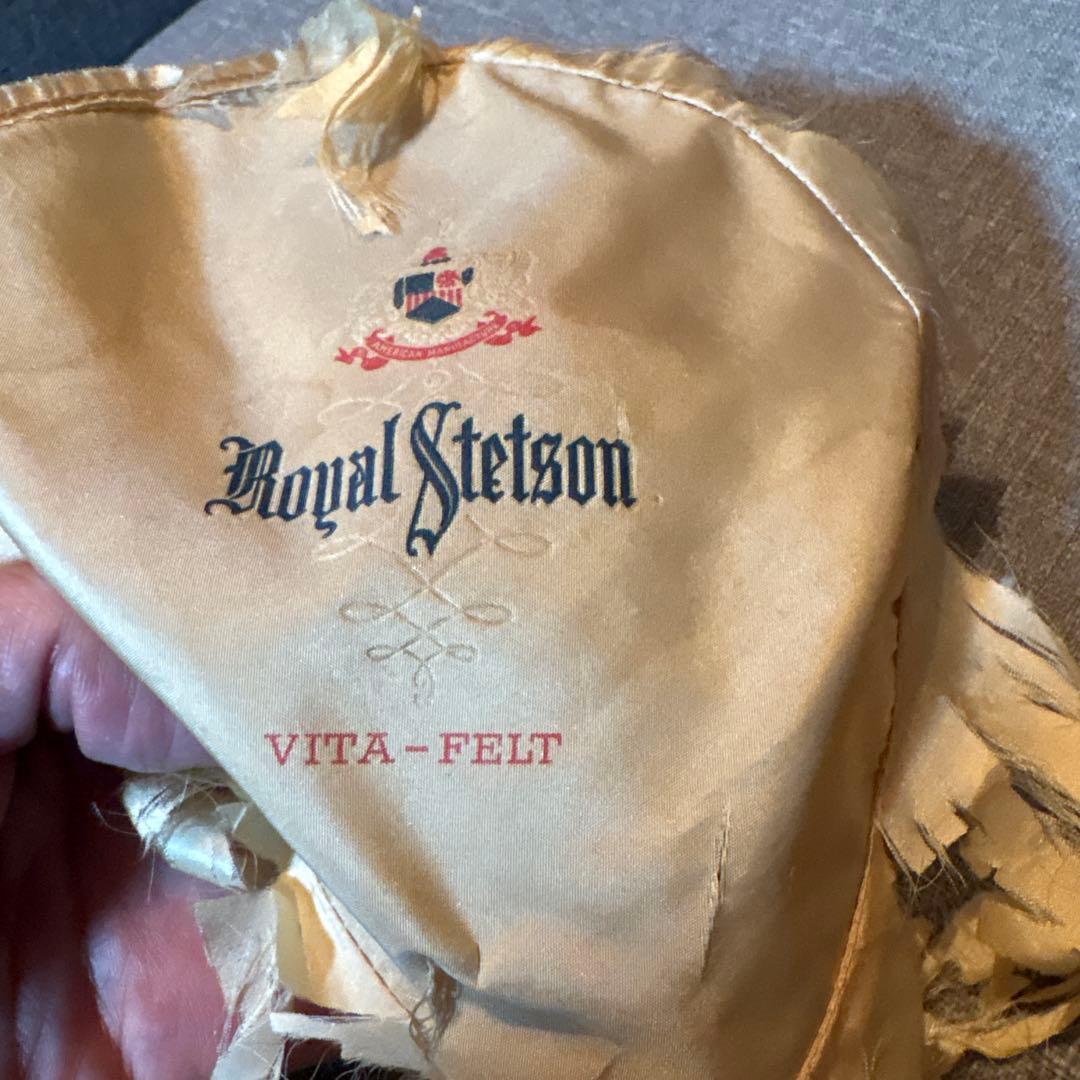 AMERICAN MANUFACTURE
Royal Stetson
VITA-FELT